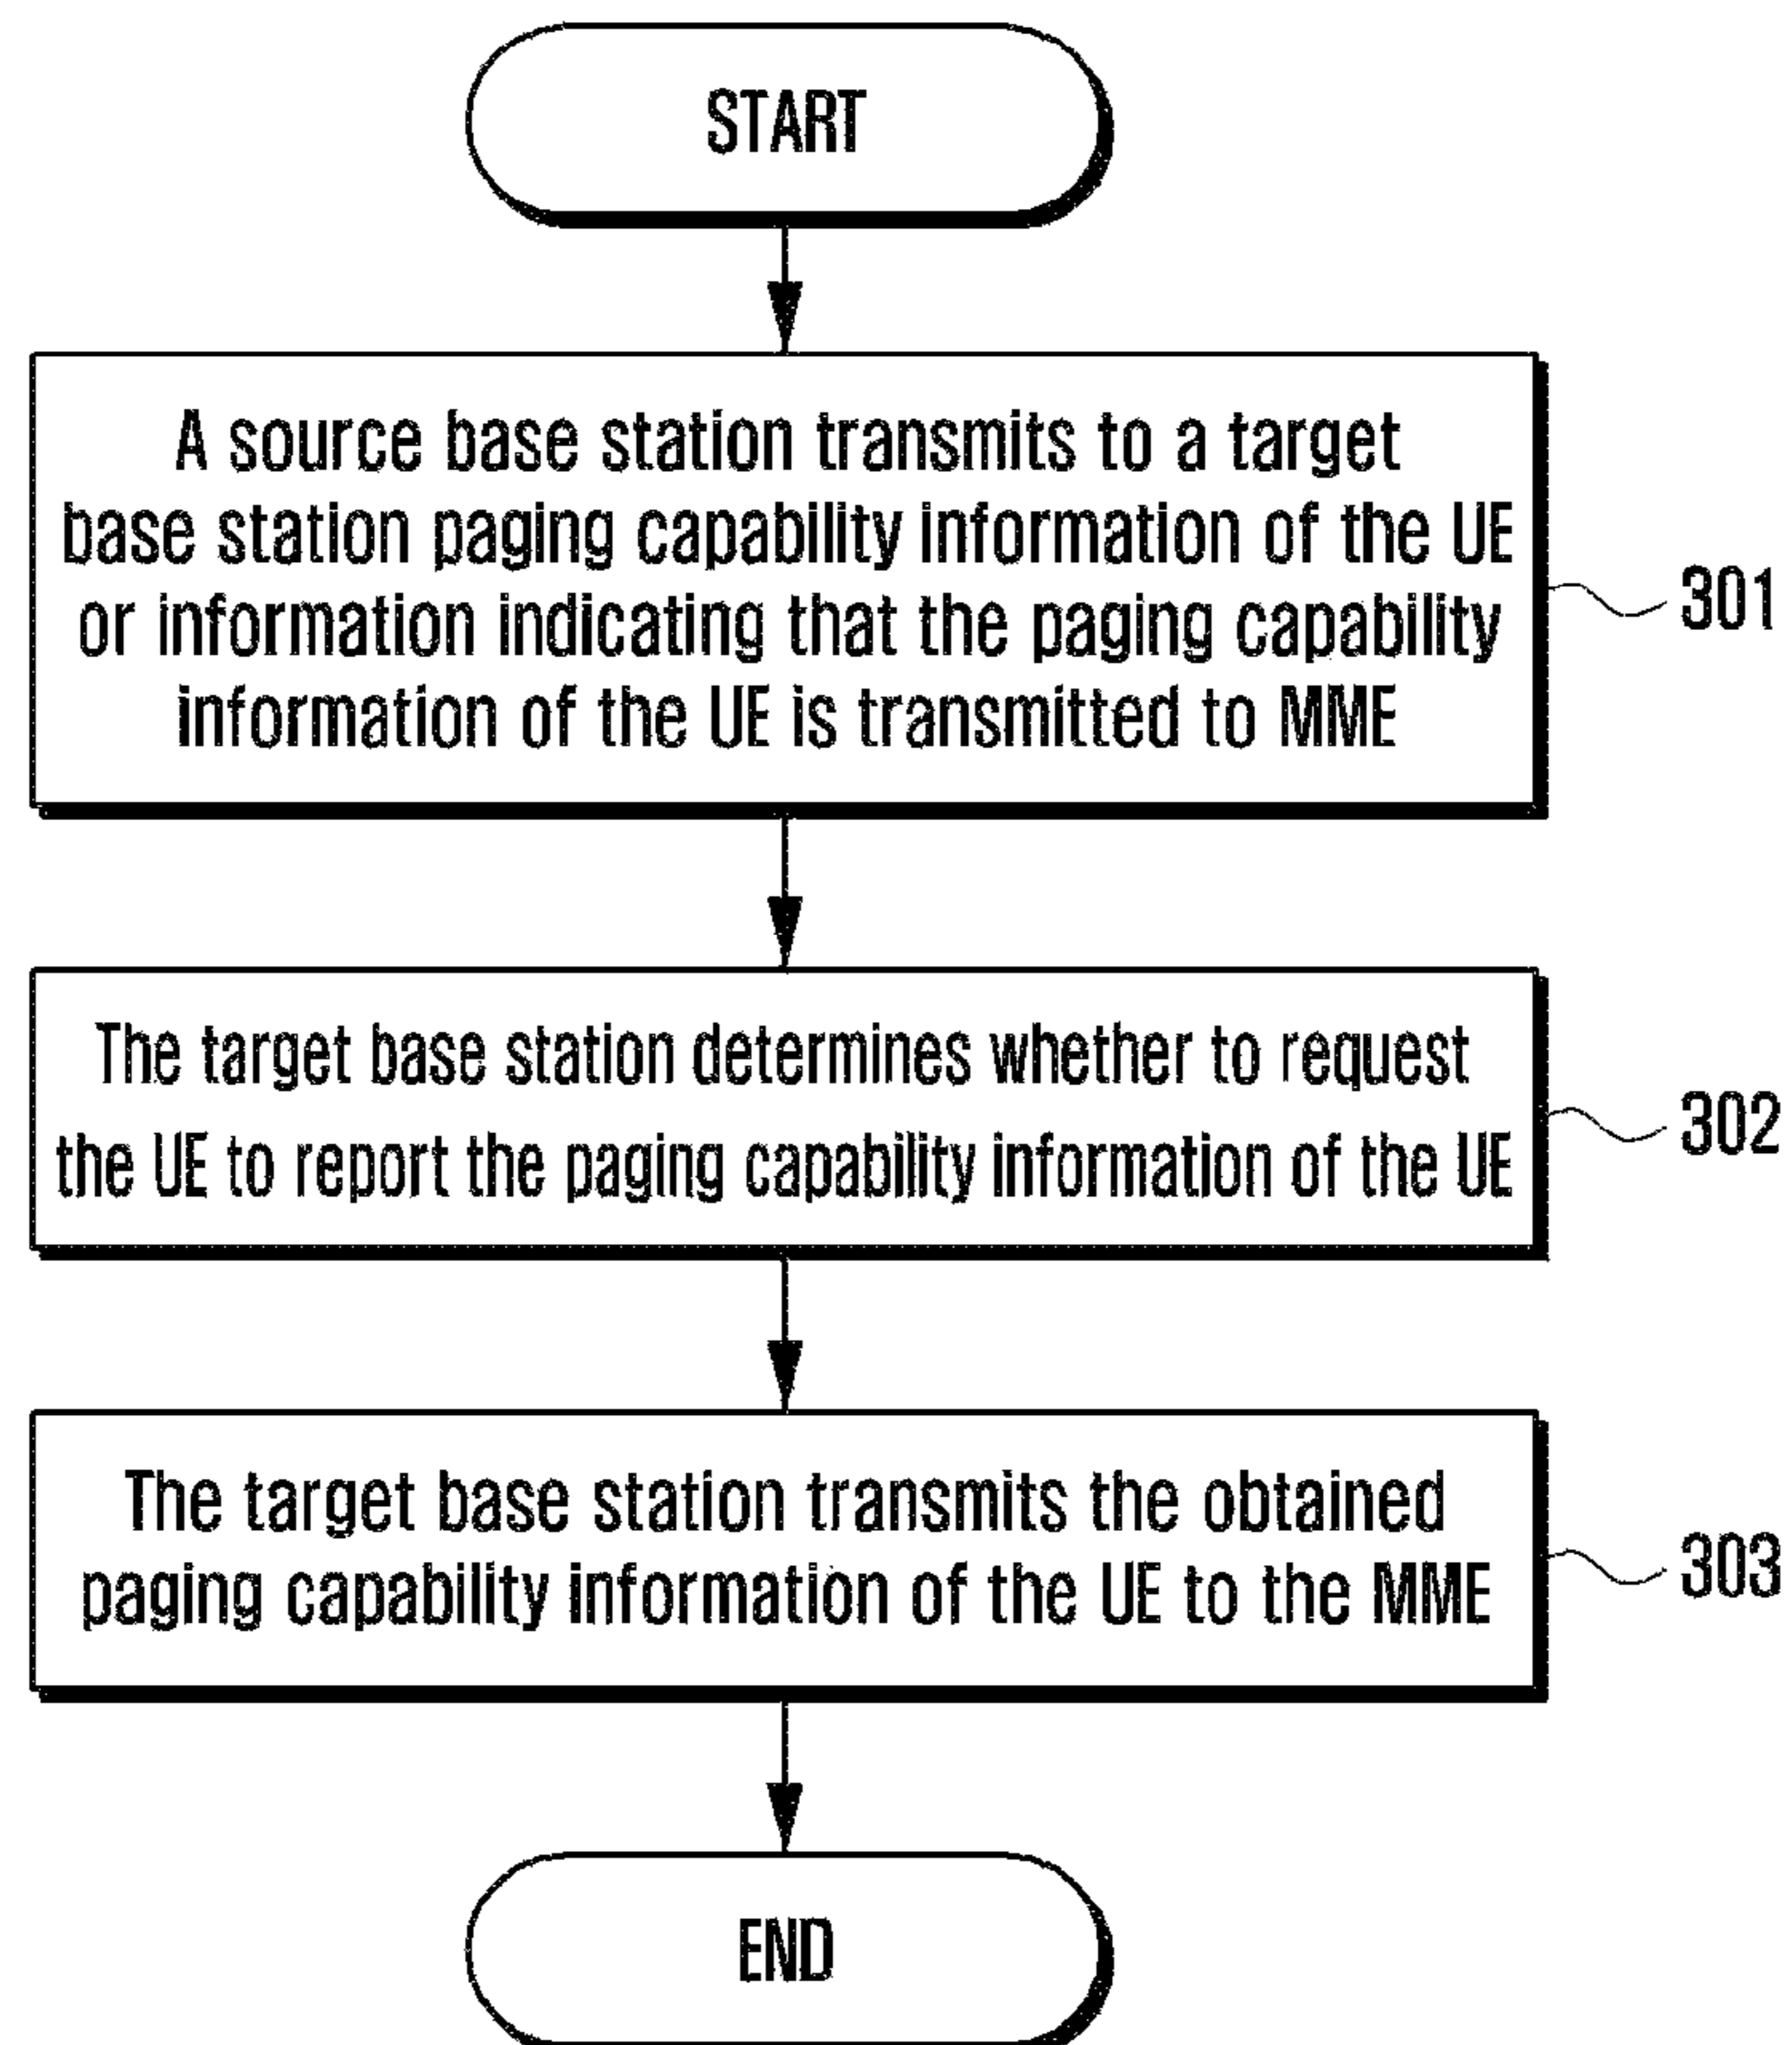 START
A source base station transmits to a target
base station paging capability information of the UE
or information indicating that the paging capability
information of the UE is transmitted to MME
301
The target base station determines whether to request
the UE to report the paging capability information of the UE
302
The target base station transmits the obtained
paging capability information of the UE to the MME
303
END